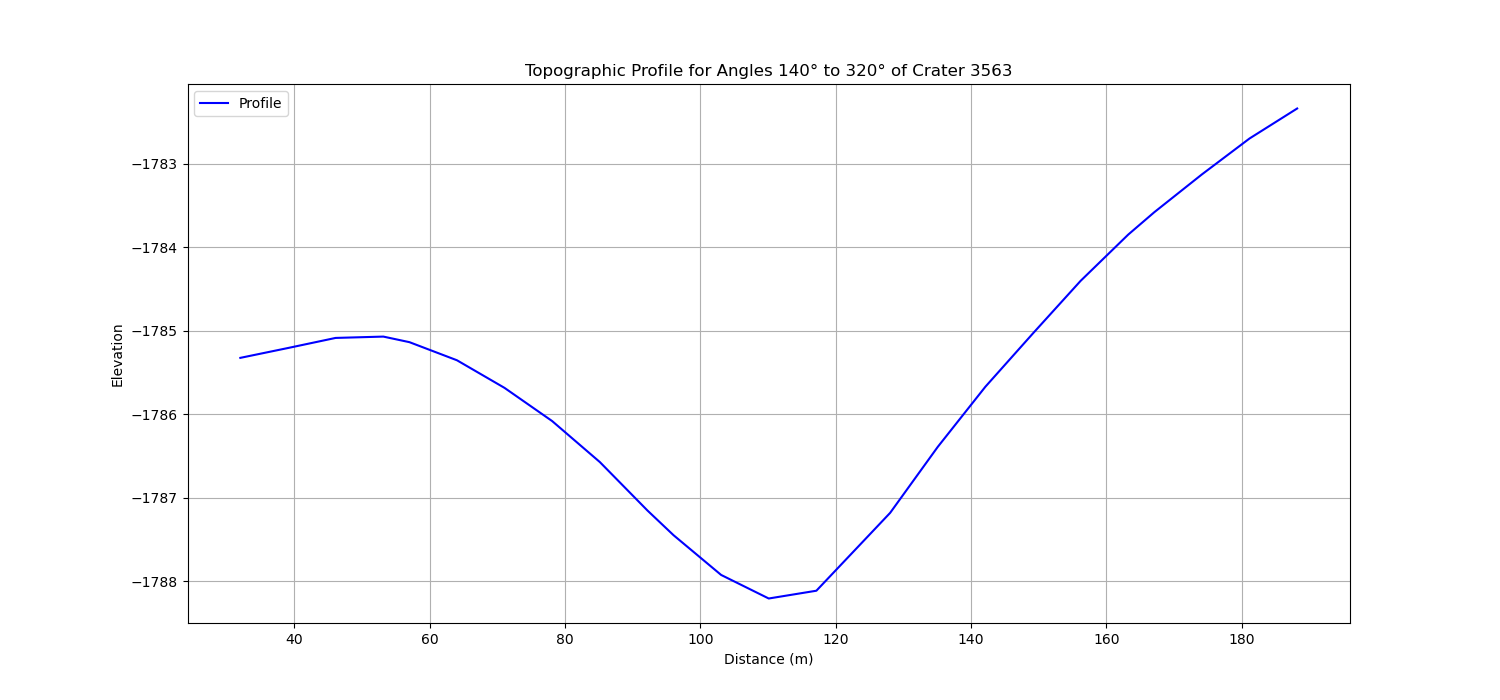 Topographic Profile for Angles 140° to 320° of Crater 3563
Profile
−1783
−1784
−1785
−1786
−1787
−1788
Elevation
40 60 80 100 120 140 160 180
Distance (m)